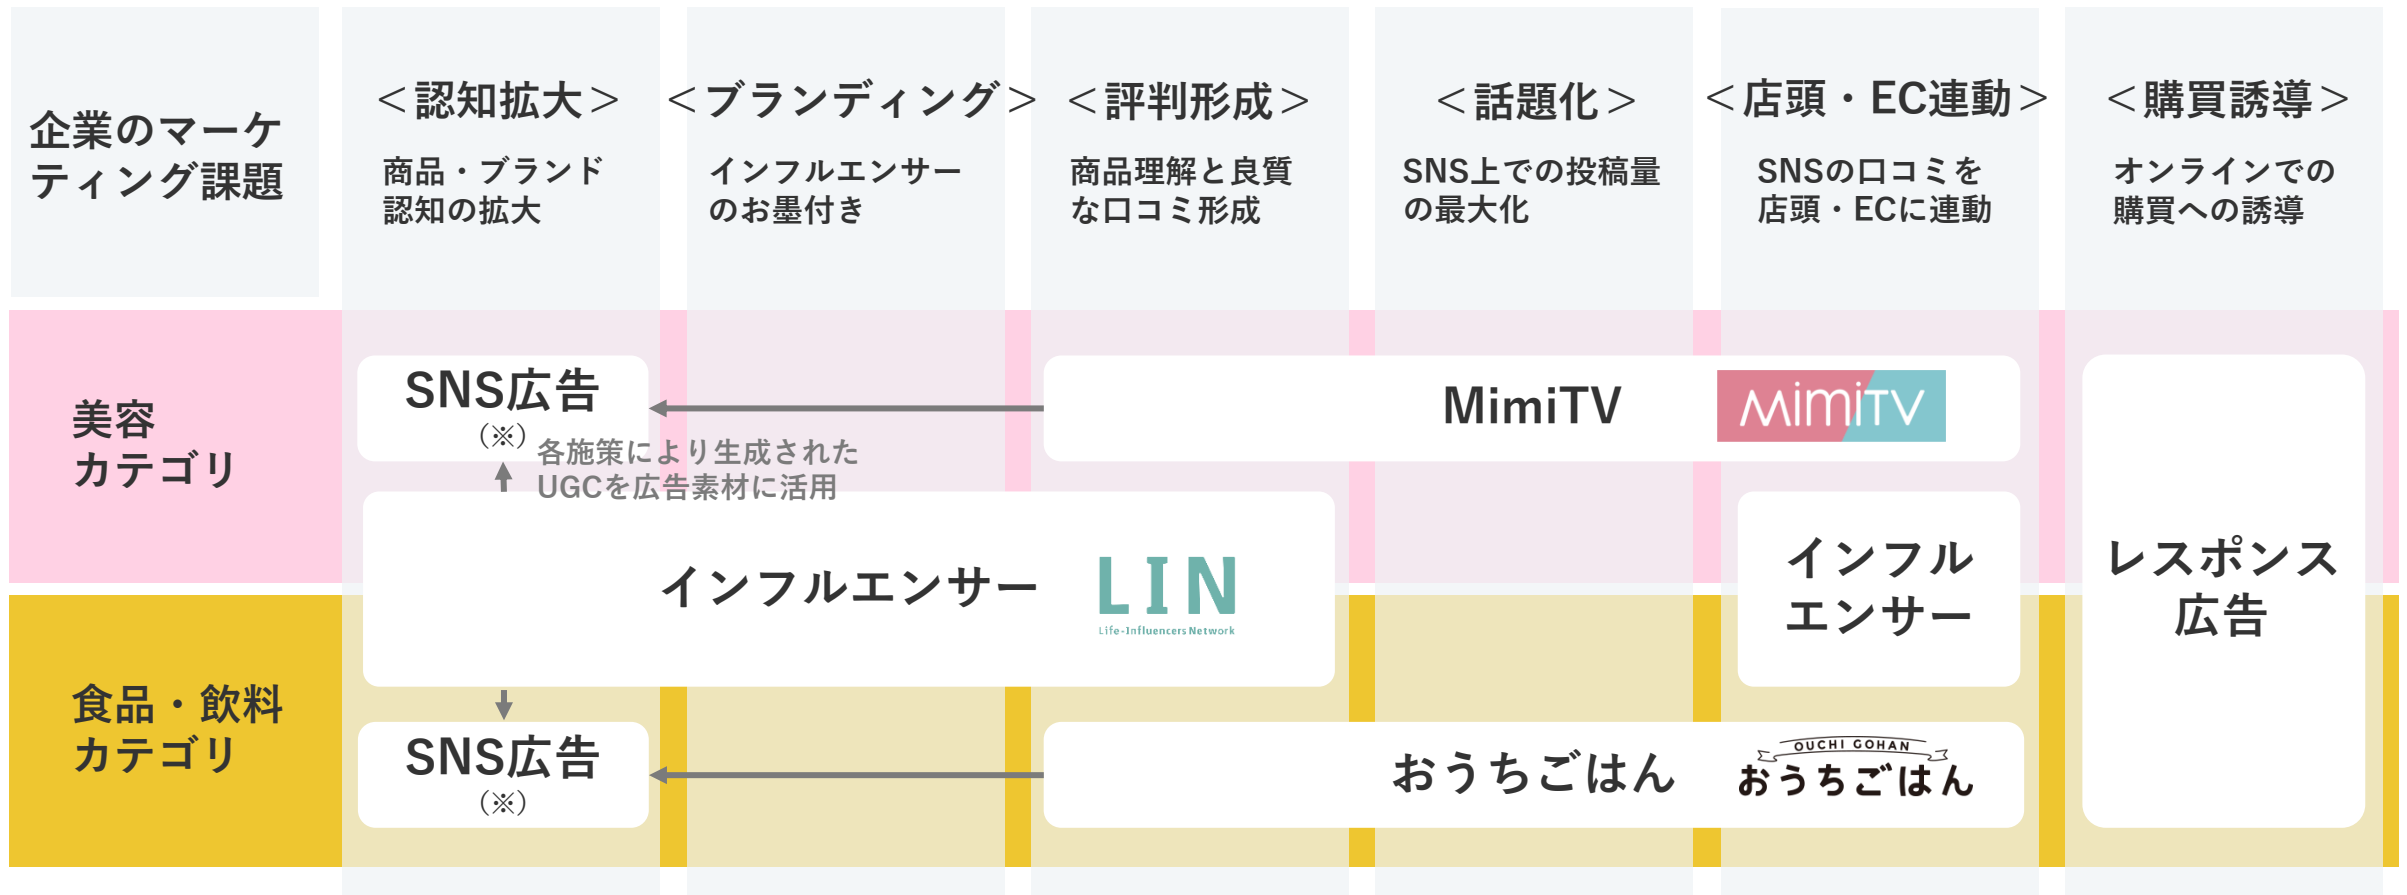 企業のマーケ
ティング課題
＜認知拡大＞
商品・ブランド
認知の拡大
＜ブランディング＞
インフルエンサー
のお墨付き
＜評判形成＞
商品理解と良質
な口コミ形成
＜話題化＞
SNS上での投稿量
の最大化
＜店頭・EC連動＞
SNSの口コミを
店頭・ECに連動
＜購買誘導＞
オンラインでの
購買への誘導
美容
カテゴリ
SNS広告
（※）
各施策により生成された
UGCを広告素材に活用
MimiTV
MimiTV
インフルエンサー
LIN
Life-Influencers Network
インフル
エンサー
レスポンス
広告
食品・飲料
カテゴリ
SNS広告
（※）
おうちごはん
OUCHI GOHAN
おうちごはん